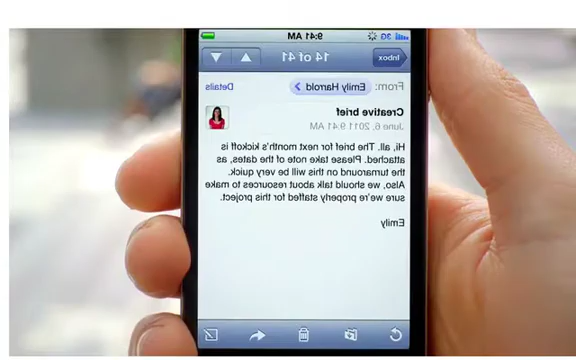 3G 9:41 AM
Inbox 14 of 41
From: Emily Harrold Details
Creative brief
June 6, 2011 9:41 AM
Hi, all. The brief for next month's kickoff is
attached. Please take note of the dates, as
the turnaround on this will be very quick.
Also, we should talk about resources to make
sure we're properly staffed for this project.
Emily